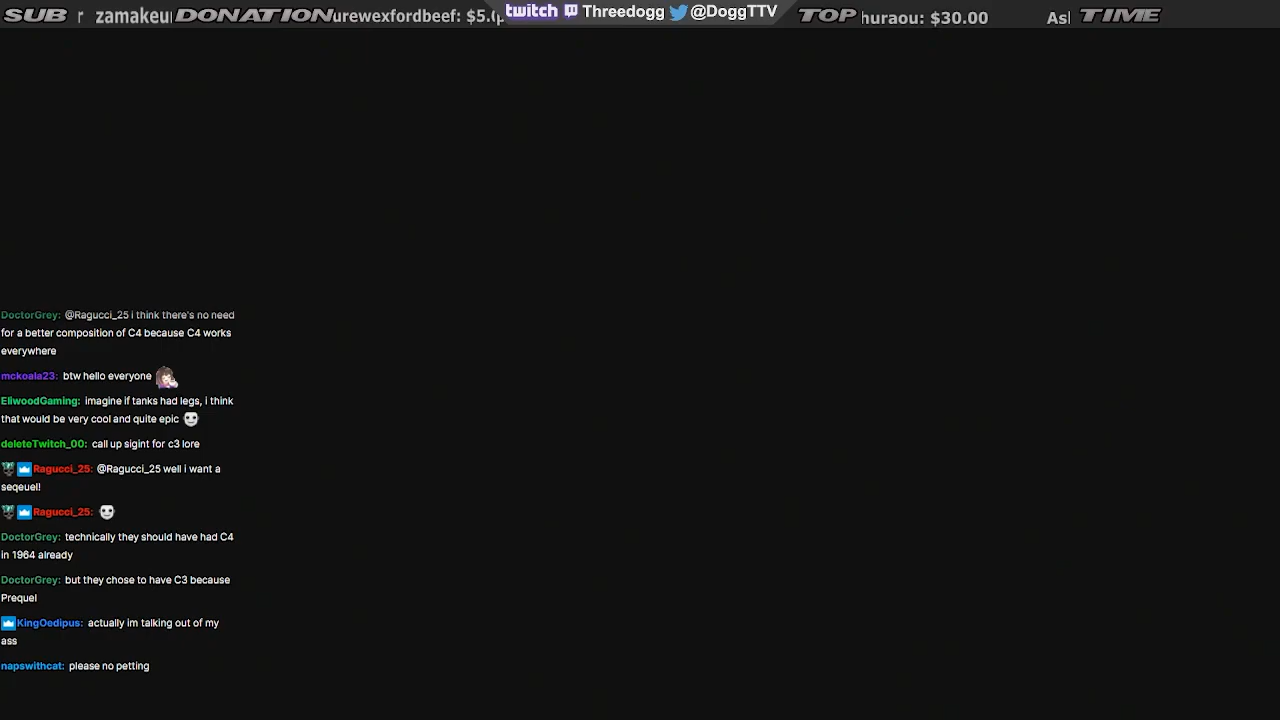 SUB zamakeu DONATION urewexfordbeef: $5. twitch Threedogg @DoggTTV TOP huraou: $30.00 TIME
DoctorGrey: @Ragucci_25 i think there's no need
for a better composition of C4 because C4 works
everywhere
mckoala23: btw hello everyone
EliwoodGaming: imagine if tanks had legs, i think
that would be very cool and quite epic
deleteTwitch_00: call up sigint for c3 lore
Ragucci_25: @Ragucci_25 well i want a
seqeuel!
Ragucci_25:
DoctorGrey: technically they should have had C4
in 1964 already
DoctorGrey: but they chose to have C3 because
Prequel
KingOedipus: actually im talking out of my
ass
napswithcat: please no petting